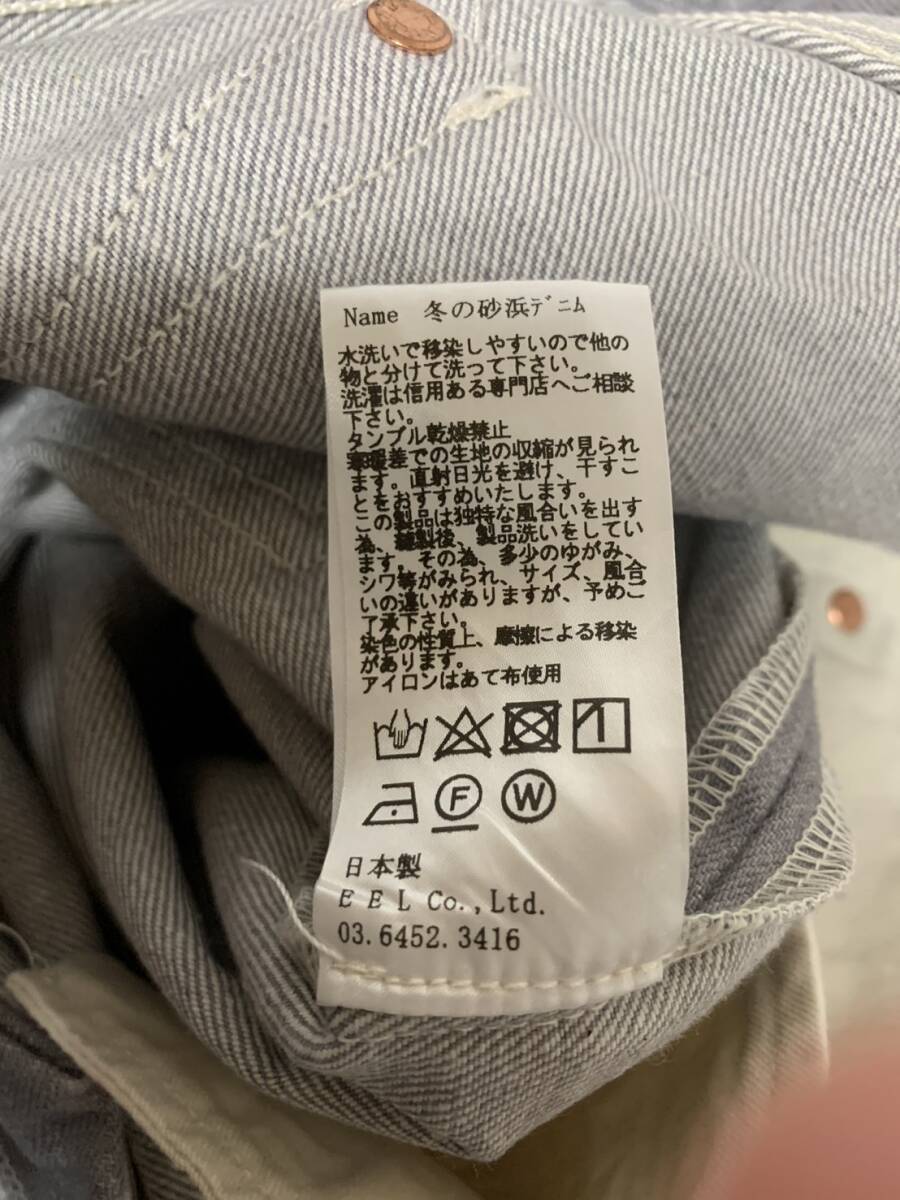 Name 冬の砂浜ﾃﾞﾆﾑ
水洗いで移染しやすいので他の
物と分けて洗って下さい。
洗濯は信用ある専門店へご相談
下さい。
タンブル乾燥禁止
寒暖差での生地の収縮が見られ
ます。直射日光を避け、干すこ
とをおすすめいたします。
この製品は独特な風合いを出す
為、縫製後、製品洗いをしてい
ます。その為、多少のゆがみ、
シワ等がみられ、サイズ、風合
いの違いがありますが、予めご
了承下さい。
染色の性質上、摩擦による移染
があります。
アイロンはあて布使用
F W
日本製
EEL Co.,Ltd.
03.6452.3416